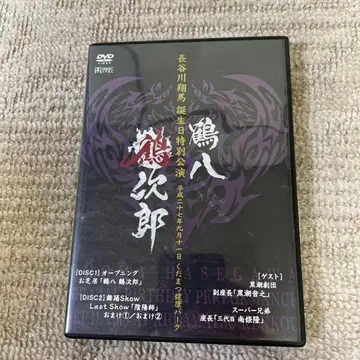 DVD
長谷川翔馬 誕生日特別公演
平成二十七年九月十一日 くだまつ健康パーク
鶴八
鶴次郎
[DISC1] オープニング
お芝居「鶴八 鶴次郎」
[DISC2] 舞踊Show
Last Show「陰陽師」
おまけ①/おまけ②
[ゲスト]
黒潮劇団
副座長「黒潮音之」
スーパー兄弟
座長「三代目 南條隆」